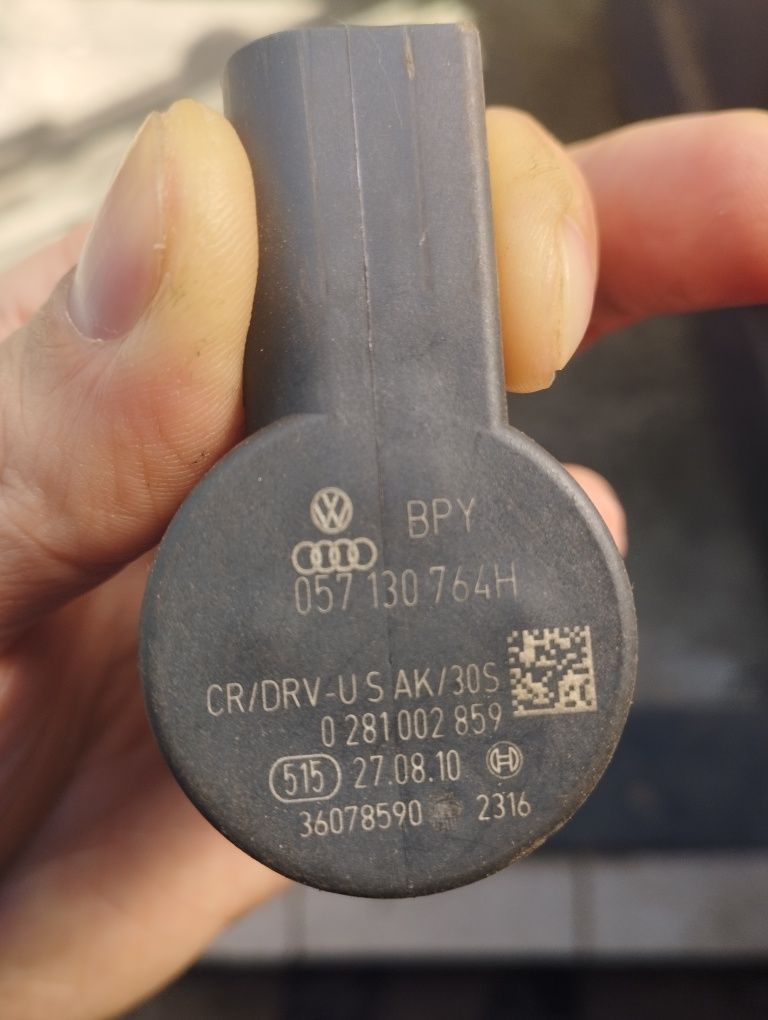 BPY
057 130 764H
CR/DRV-U S AK/30S
0 281 002 859
515 27.08.10
36078590 2316